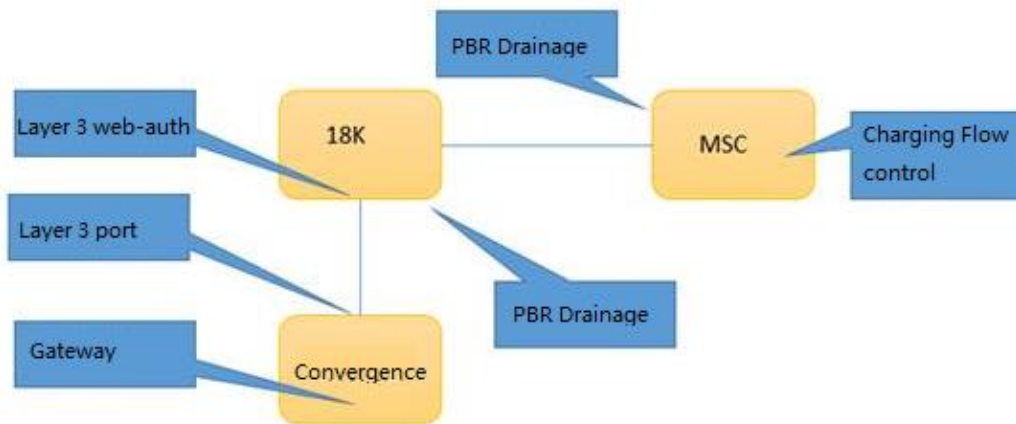 PBR Drainage
Layer 3 web-auth
18K
MSC
Charging Flow
control
Layer 3 port
PBR Drainage
Gateway
Convergence